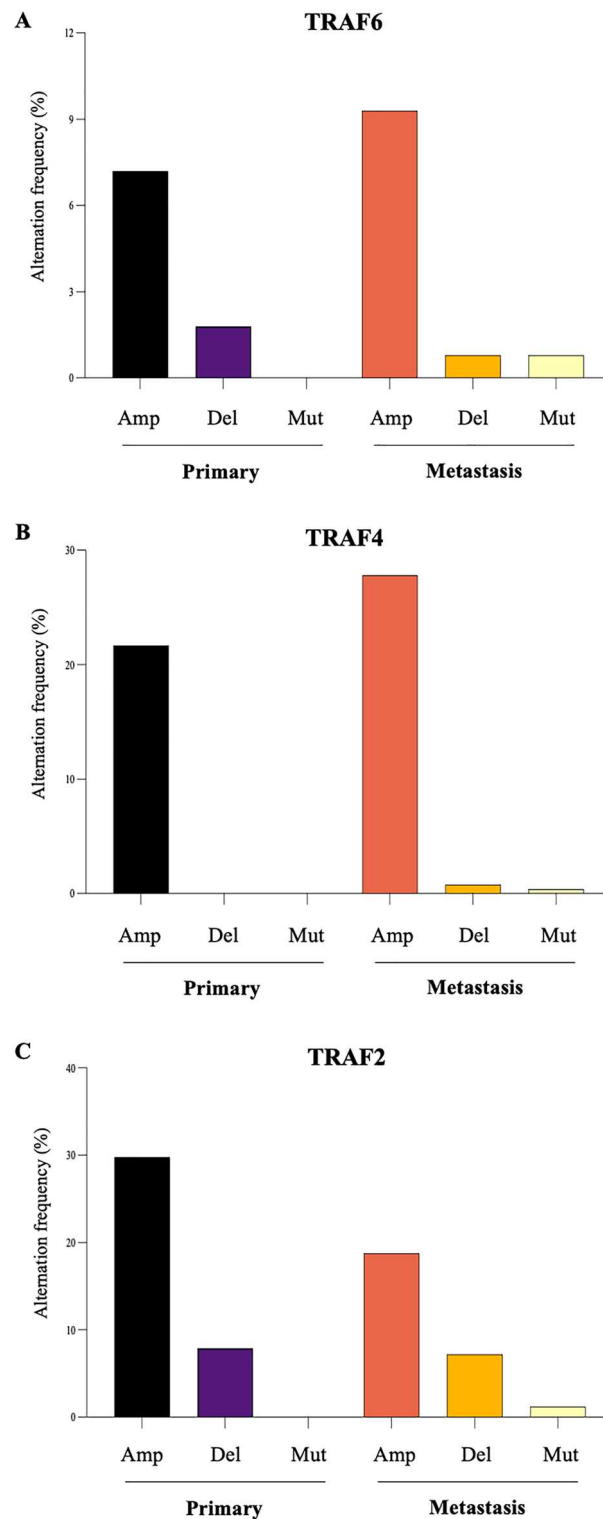 A
TRAF6
Alternation frequency (%)
12
9
6
3
0
Amp Del Mut Amp Del Mut
Primary Metastasis
B
TRAF4
Alternation frequency (%)
30
20
10
0
Amp Del Mut Amp Del Mut
Primary Metastasis
C
TRAF2
Alternation frequency (%)
40
30
20
10
0
Amp Del Mut Amp Del Mut
Primary Metastasis